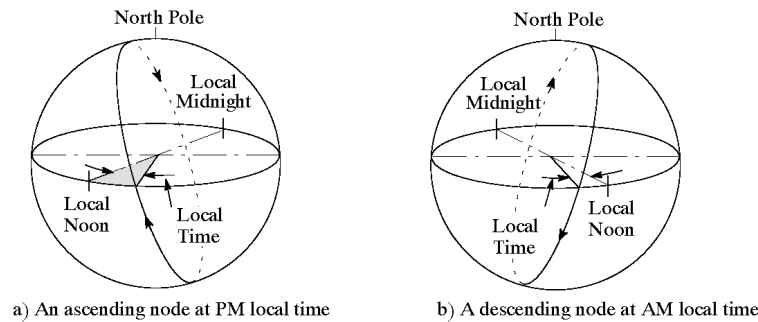 North Pole
Local
Midnight
Local
Noon
Local
Time
a) An ascending node at PM local time
North Pole
Local
Midnight
Local
Time
Local
Noon
b) A descending node at AM local time